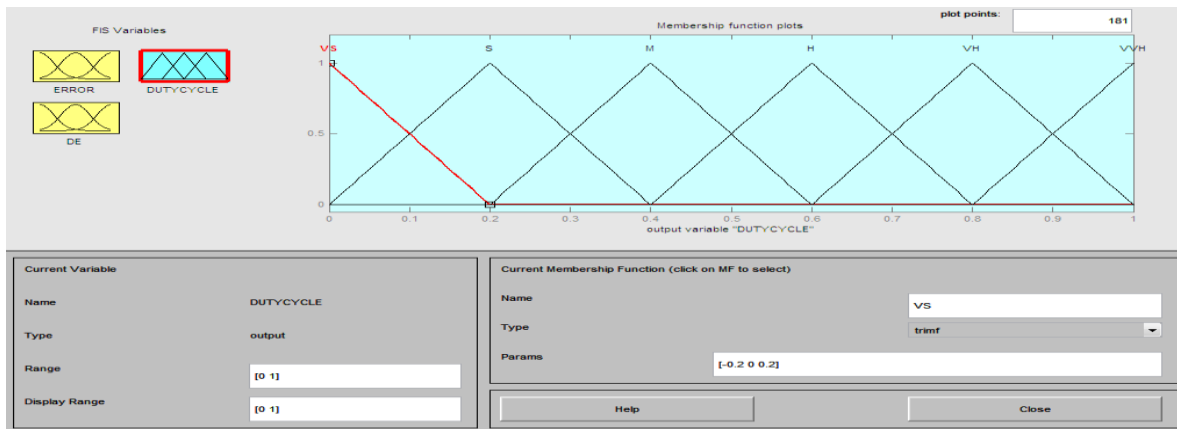 FIS Variables
ERROR
DUTYCYCLE
DE
Membership function plots
plot points:
181
VS
S
M
H
VH
VVH
1
0.5
0
0
0.1
0.2
0.3
0.4
0.5
0.6
0.7
0.8
0.9
1
output variable "DUTYCYCLE"
Current Variable
Name DUTYCYCLE
Type output
Range [0 1]
Display Range [0 1]
Current Membership Function (click on MF to select)
Name VS
Type trimf
Params [-0.2 0 0.2]
Help
Close